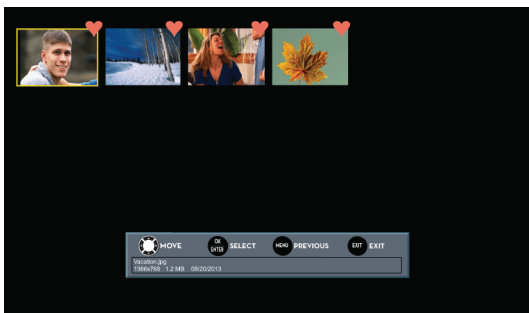 MOVE
OK
ENTER
SELECT
MENU
PREVIOUS
EXIT
EXIT
Vacation.jpg
1366x768 1.2 MB 08/20/2013